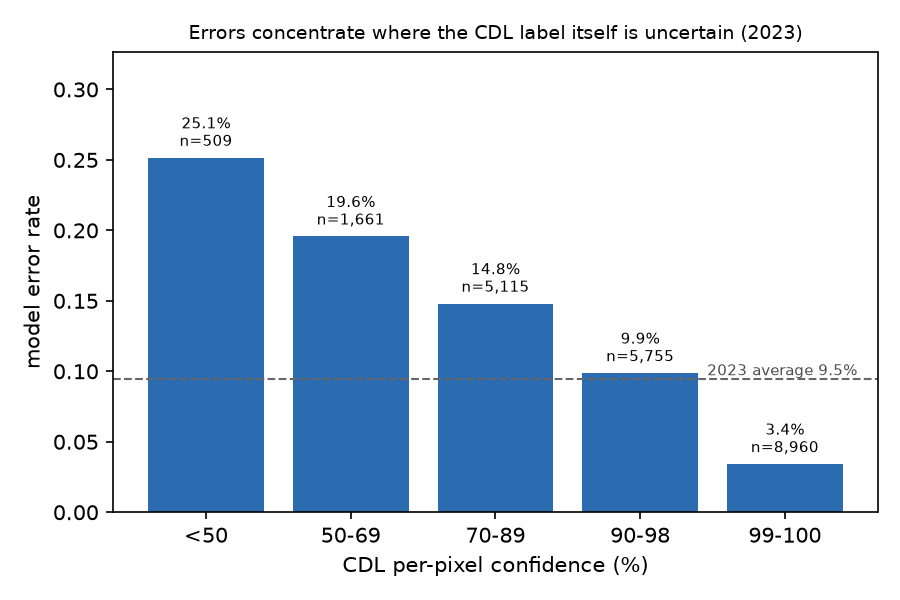 Errors concentrate where the CDL label itself is uncertain (2023)
model error rate
0.30
0.25
0.20
0.15
0.10
0.05
0.00
25.1%
n=509
19.6%
n=1,661
14.8%
n=5,115
9.9%
n=5,755
2023 average 9.5%
3.4%
n=8,960
<50
50-69
70-89
90-98
99-100
CDL per-pixel confidence (%)